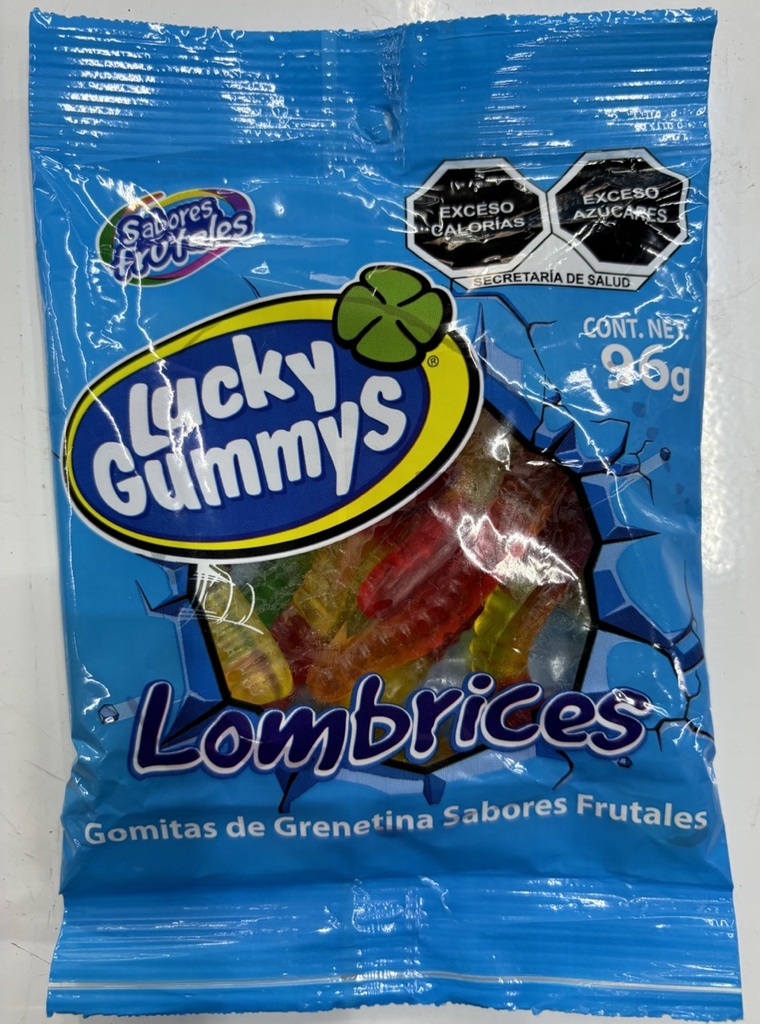 Sabores
frutales
EXCESO
CALORÍAS
EXCESO
AZÚCARES
SECRETARÍA DE SALUD
CONT. NET.
96g
Lucky
Gummys®
Lombrices
Gomitas de Grenetina Sabores Frutales